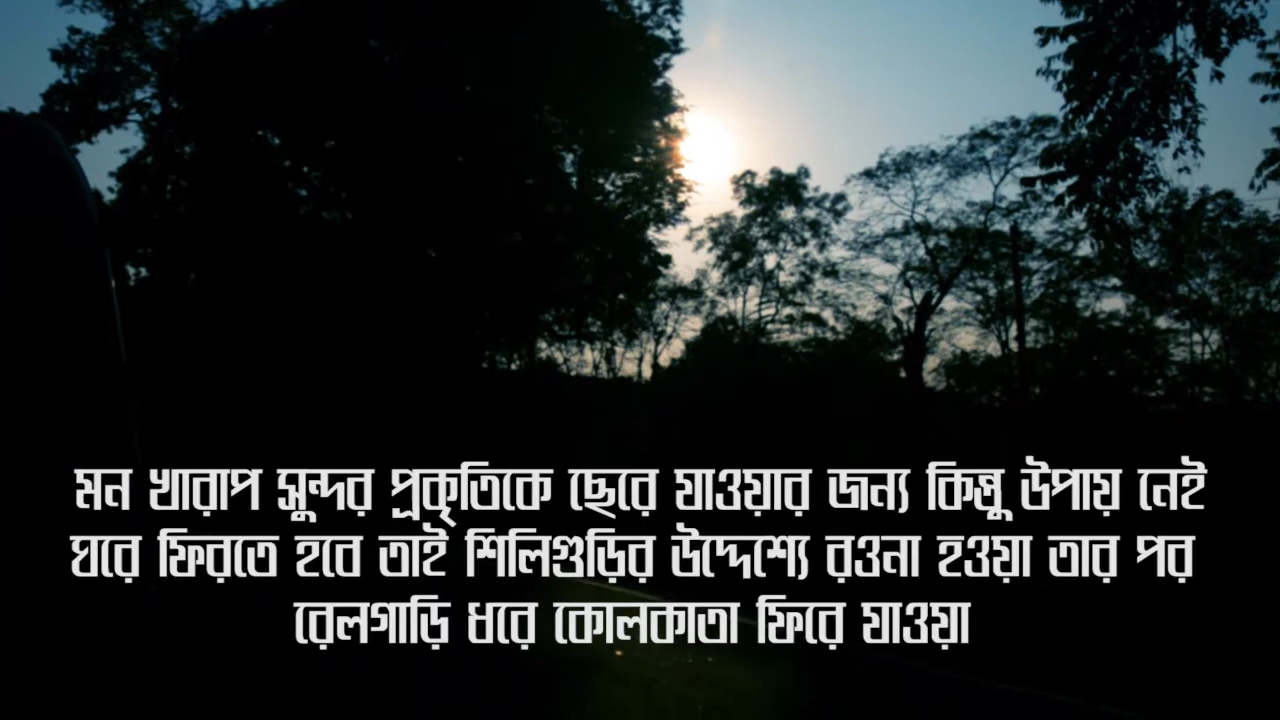 মন খারাপ সুন্দর প্রকৃতিকে ছেরে যাওয়ার জন্য কিন্তু উপায় নেই
ঘরে ফিরতে হবে তাই শিলিগুড়ির উদ্দেশ্যে রওনা হওয়া তার পর
রেলগাড়ি ধরে কোলকাতা ফিরে যাওয়া